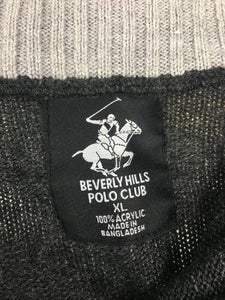 BEVERLY HILLS
POLO CLUB
XL
100% ACRYLIC
MADE IN
BANGLADESH